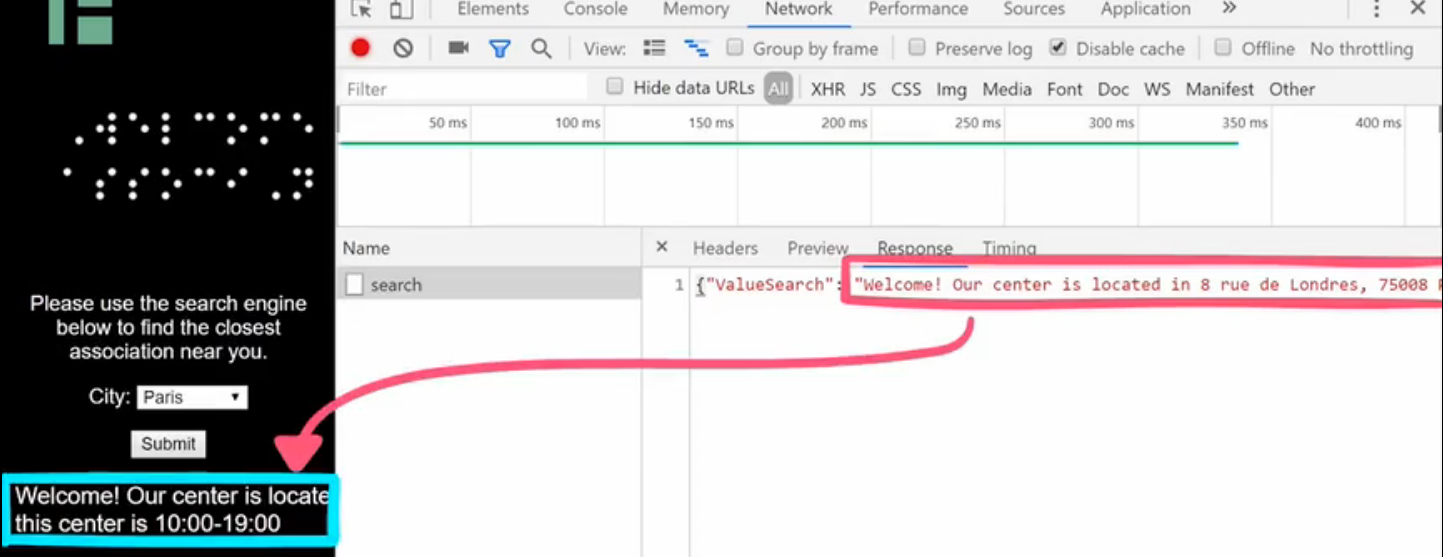 Elements Console Memory Network Performance Sources Application »
View: Group by frame Preserve log Disable cache Offline No throttling
Filter Hide data URLs All XHR JS CSS Img Media Font Doc WS Manifest Other
50 ms 100 ms 150 ms 200 ms 250 ms 300 ms 350 ms 400 ms
Name × Headers Preview Response Timing
search
1 {"ValueSearch": "Welcome! Our center is located in 8 rue de Londres, 75008
Please use the search engine
below to find the closest
association near you.
City: Paris
Submit
Welcome! Our center is locate
this center is 10:00-19:00